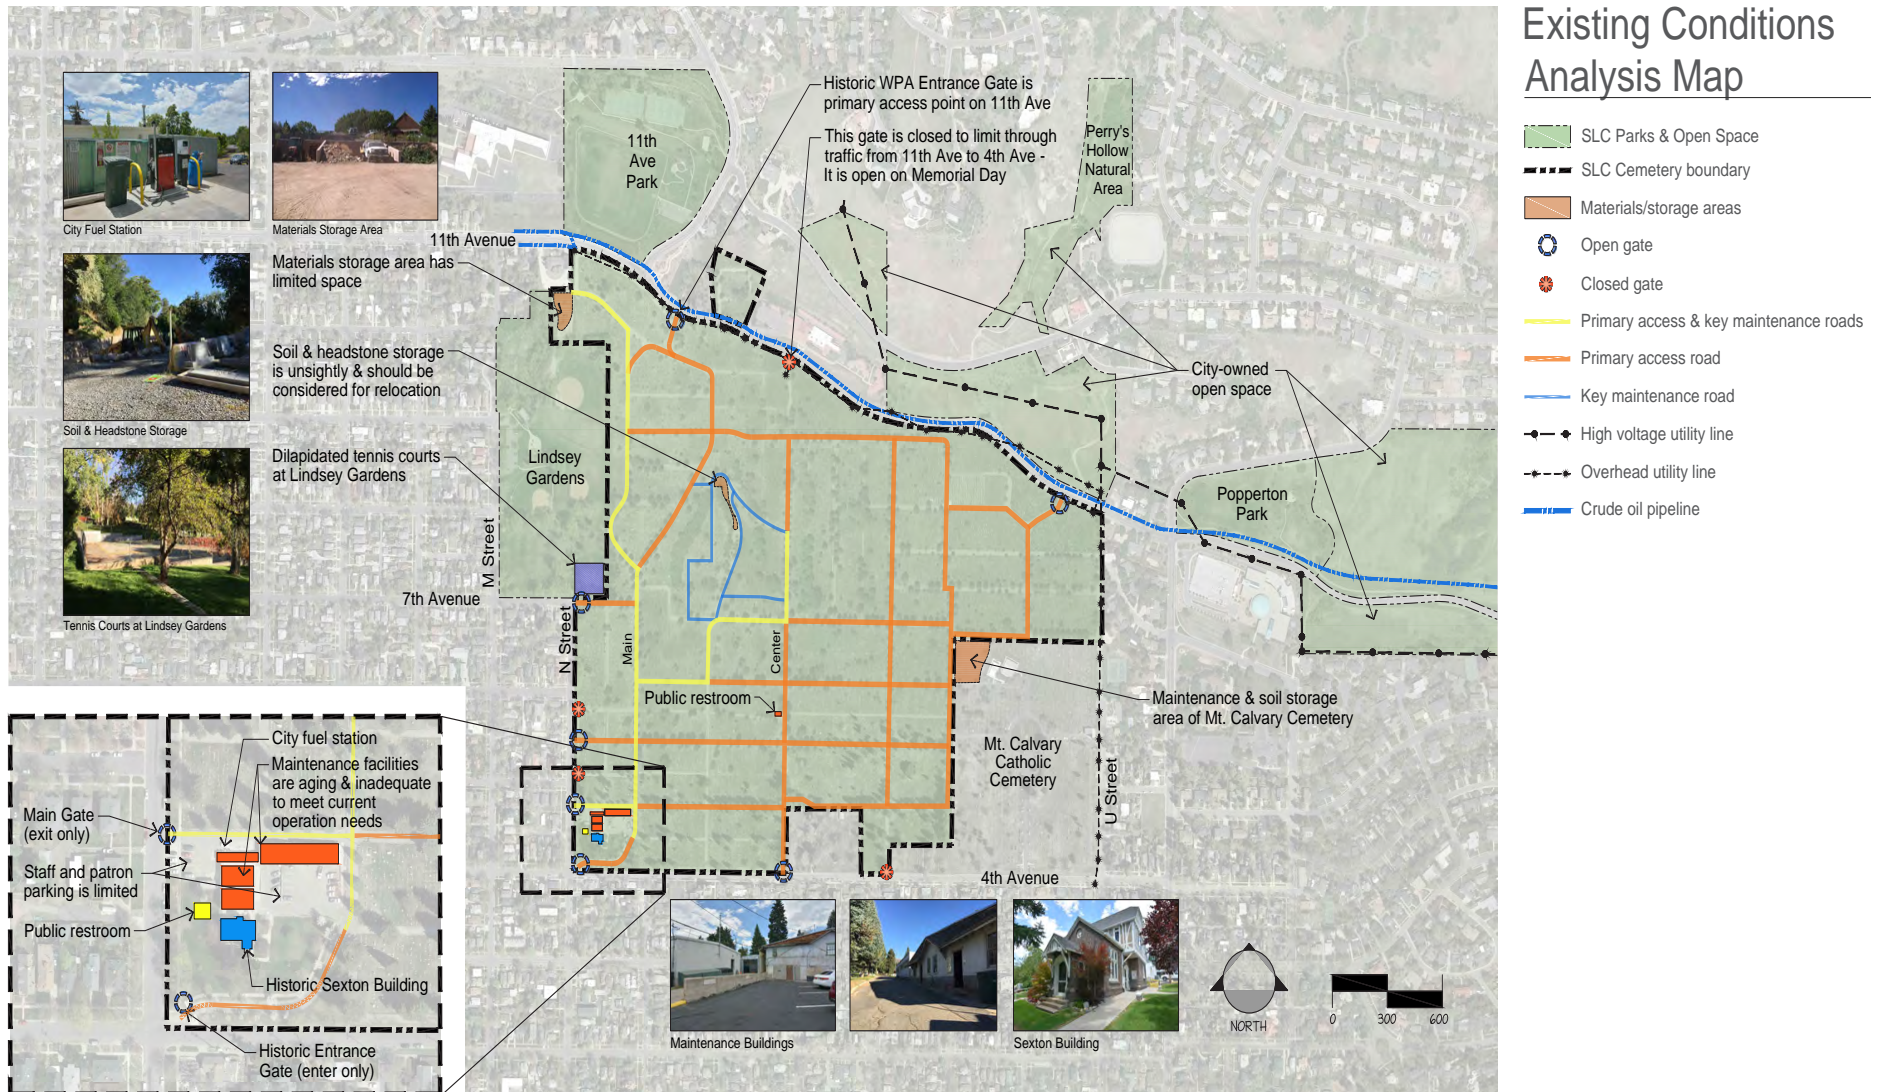 Existing Conditions
Analysis Map
SLC Parks & Open Space
SLC Cemetery boundary
Materials/storage areas
Open gate
Closed gate
Primary access & key maintenance roads
Primary access road
Key maintenance road
High voltage utility line
Overhead utility line
Crude oil pipeline
City Fuel Station
Materials Storage Area
Soil & Headstone Storage
Tennis Courts at Lindsey Gardens
11th Avenue
Materials storage area has
limited space
Soil & headstone storage
is unsightly & should be
considered for relocation
Dilapidated tennis courts
at Lindsey Gardens
M Street
7th Avenue
N Street
11th
Ave
Park
Historic WPA Entrance Gate is
primary access point on 11th Ave
This gate is closed to limit through
traffic from 11th Ave to 4th Ave -
It is open on Memorial Day
Perry's
Hollow
Natural
Area
City-owned
open space
Lindsey
Gardens
Popperton
Park
Main
Center
Public restroom
Maintenance & soil storage
area of Mt. Calvary Cemetery
Mt. Calvary
Catholic
Cemetery
U Street
4th Avenue
City fuel station
Maintenance facilities
are aging & inadequate
to meet current
operation needs
Main Gate
(exit only)
Staff and patron
parking is limited
Public restroom
Historic Sexton Building
Historic Entrance
Gate (enter only)
Maintenance Buildings
Sexton Building
NORTH
0 300 600